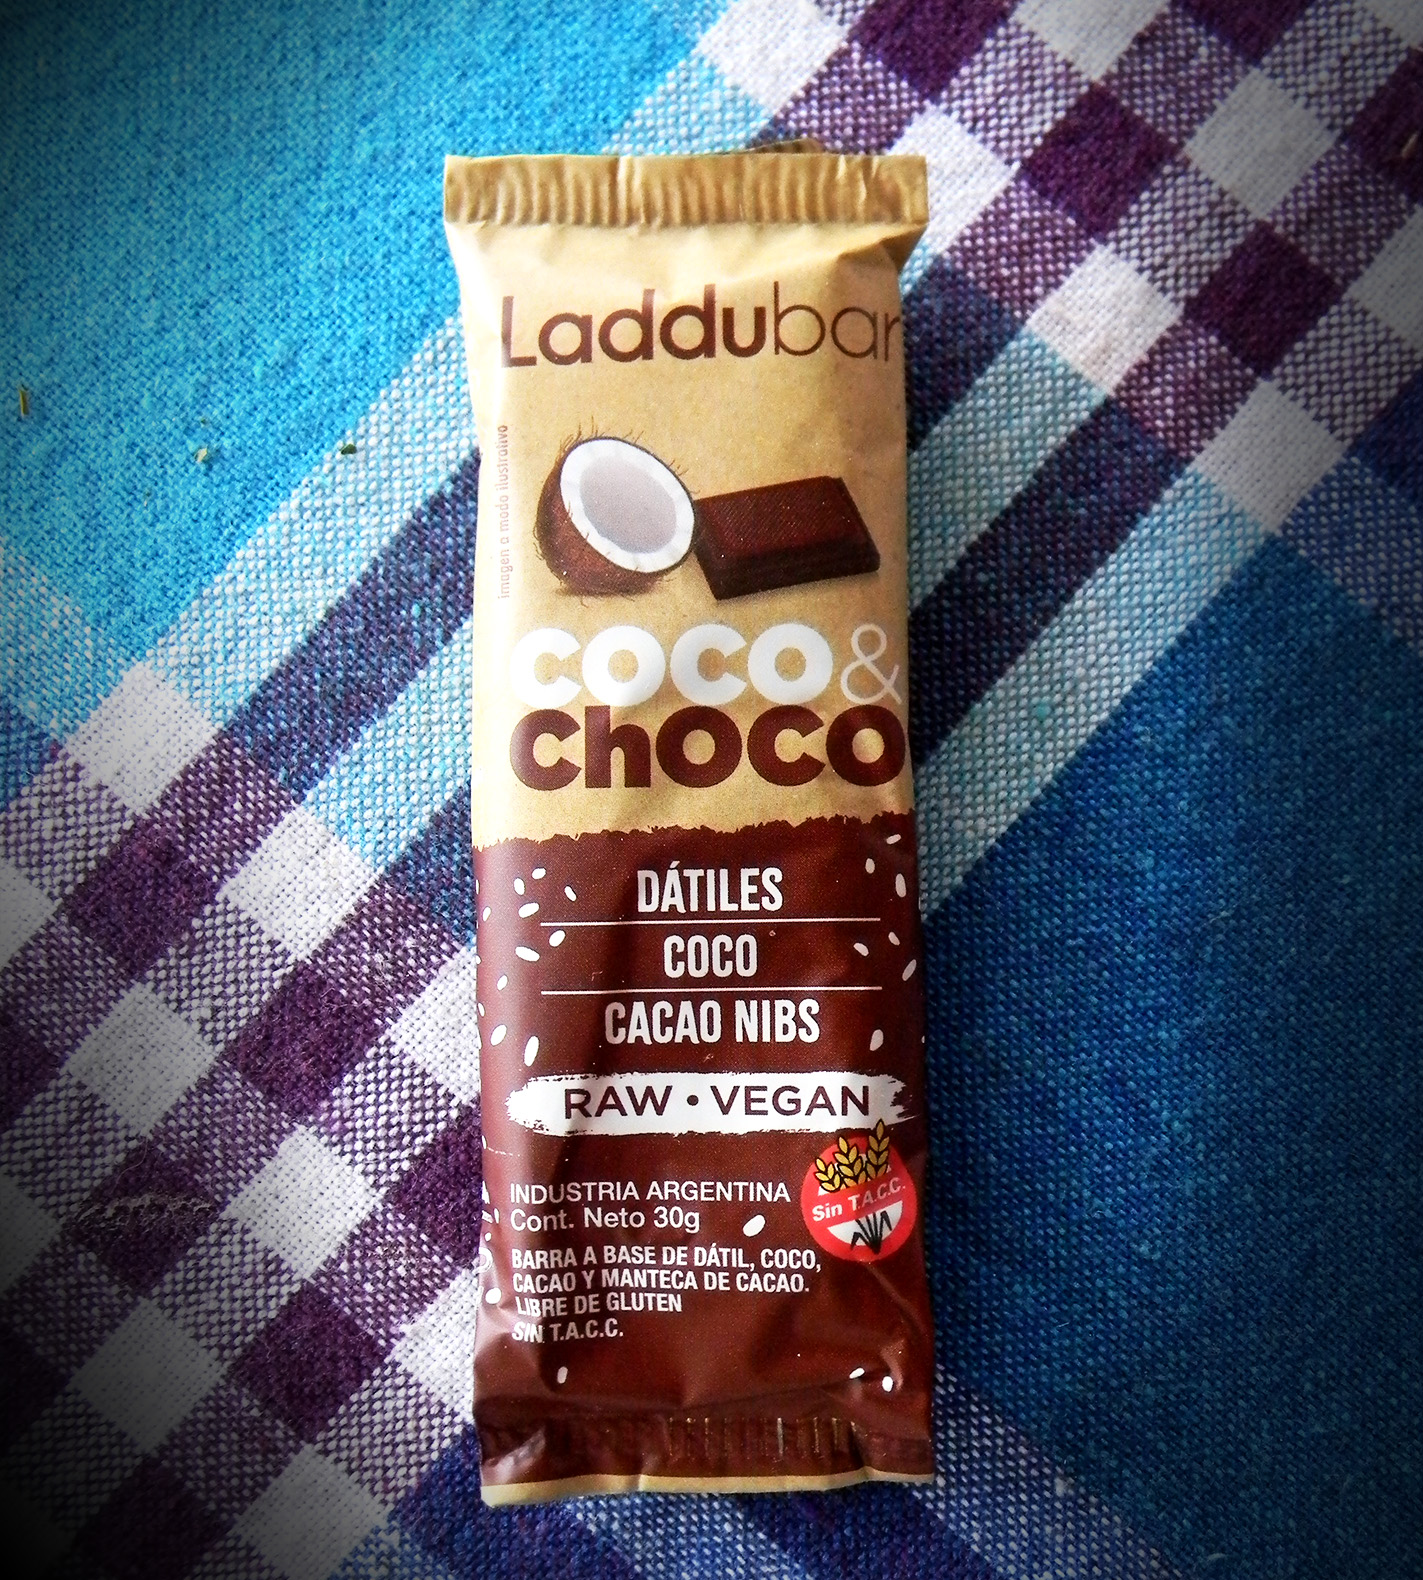 Laddubar
imagen a modo ilustrativo
coco &
choco
DÁTILES
COCO
CACAO NIBS
RAW • VEGAN
INDUSTRIA ARGENTINA
Cont. Neto 30g
Sin T.A.C.C.
BARRA A BASE DE DÁTIL, COCO,
CACAO Y MANTECA DE CACAO.
LIBRE DE GLUTEN
SIN T.A.C.C.